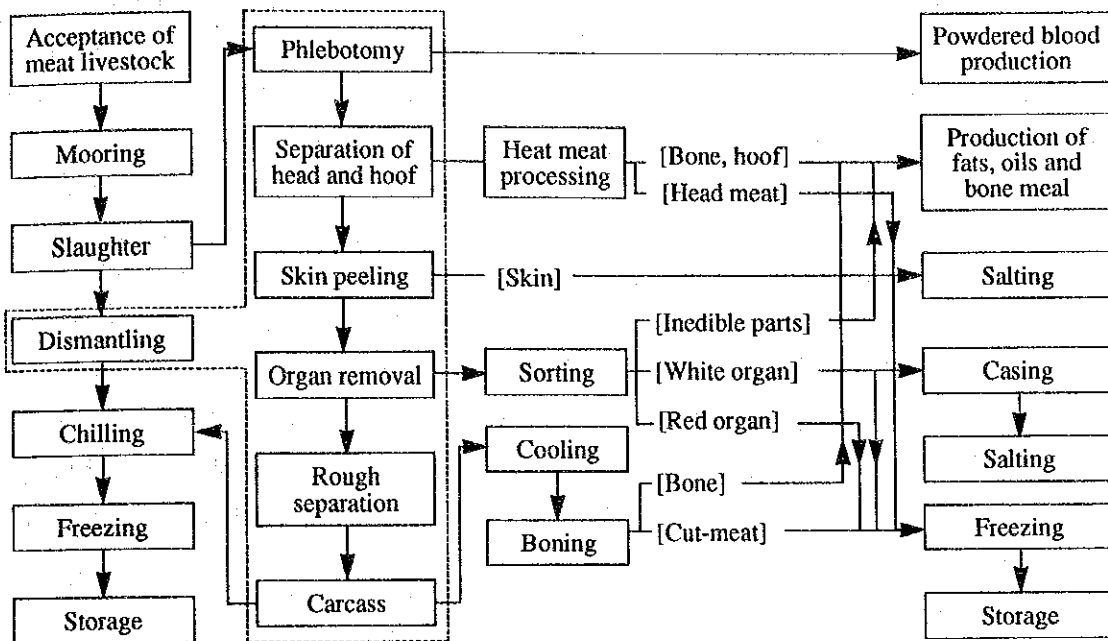 Acceptance of
meat livestock
Mooring
Slaughter
Dismantling
Chilling
Freezing
Storage
Phlebotomy
Separation of
head and hoof
Skin peeling
Organ removal
Rough
separation
Carcass
Heat meat
processing
[Bone, hoof]
[Head meat]
[Skin]
Sorting
[Inedible parts]
[White organ]
[Red organ]
Cooling
Boning
[Bone]
[Cut-meat]
Powdered blood
production
Production of
fats, oils and
bone meal
Salting
Casing
Salting
Freezing
Storage